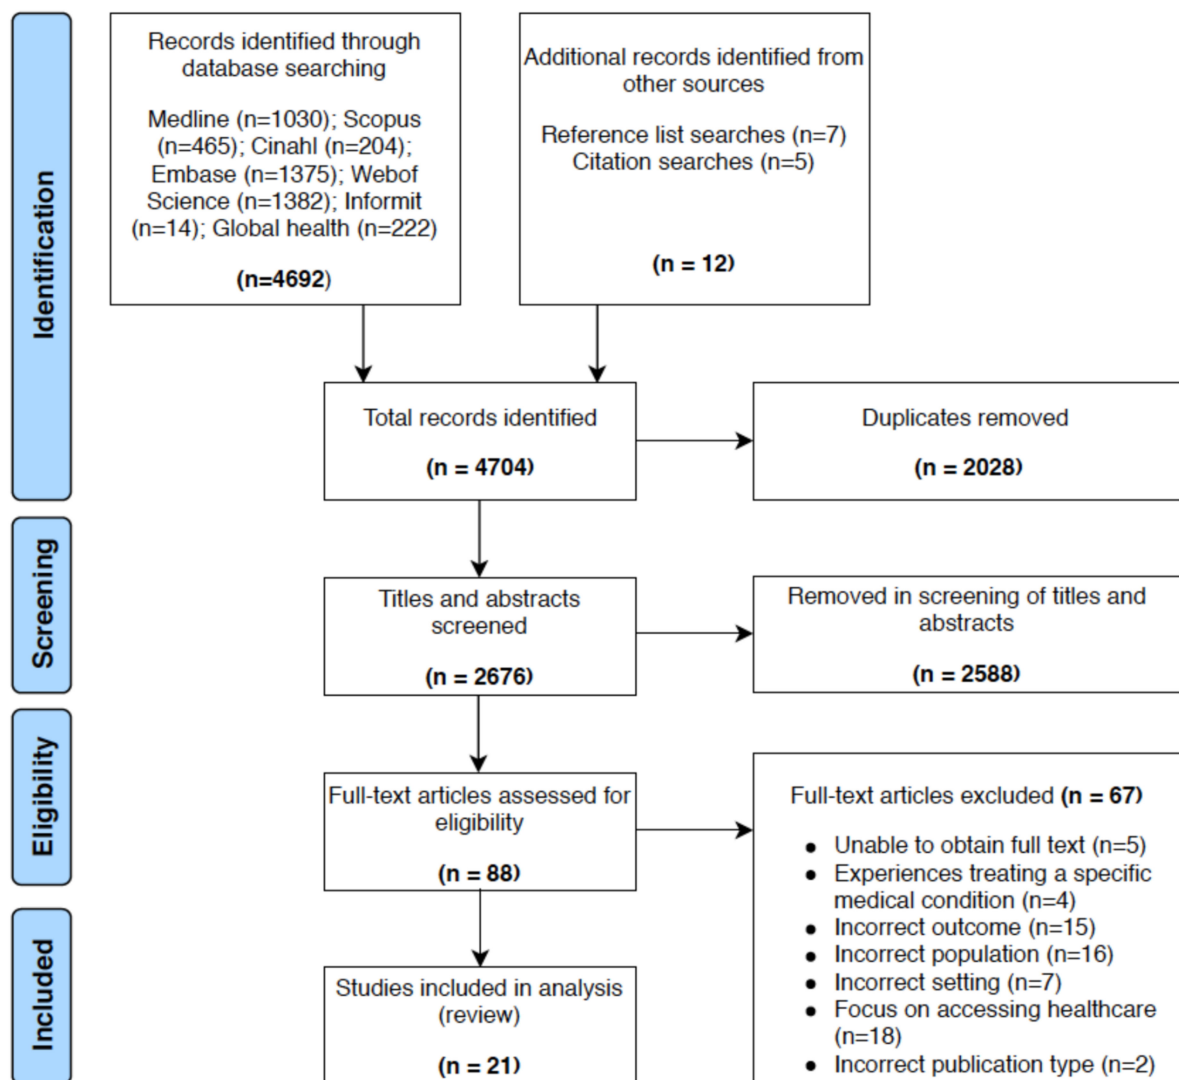 Identification
Records identified through
database searching
Medline (n=1030); Scopus
(n=465); Cinahl (n=204);
Embase (n=1375); Webof
Science (n=1382); Informit
(n=14); Global health (n=222)
(n=4692)
Additional records identified from
other sources
Reference list searches (n=7)
Citation searches (n=5)
(n = 12)
Total records identified
(n = 4704)
Duplicates removed
(n = 2028)
Screening
Titles and abstracts
screened
(n = 2676)
Removed in screening of titles and
abstracts
(n = 2588)
Eligibility
Full-text articles assessed for
eligibility
(n = 88)
Full-text articles excluded (n = 67)
• Unable to obtain full text (n=5)
• Experiences treating a specific
medical condition (n=4)
• Incorrect outcome (n=15)
• Incorrect population (n=16)
• Incorrect setting (n=7)
• Focus on accessing healthcare
(n=18)
• Incorrect publication type (n=2)
Included
Studies included in analysis
(review)
(n = 21)